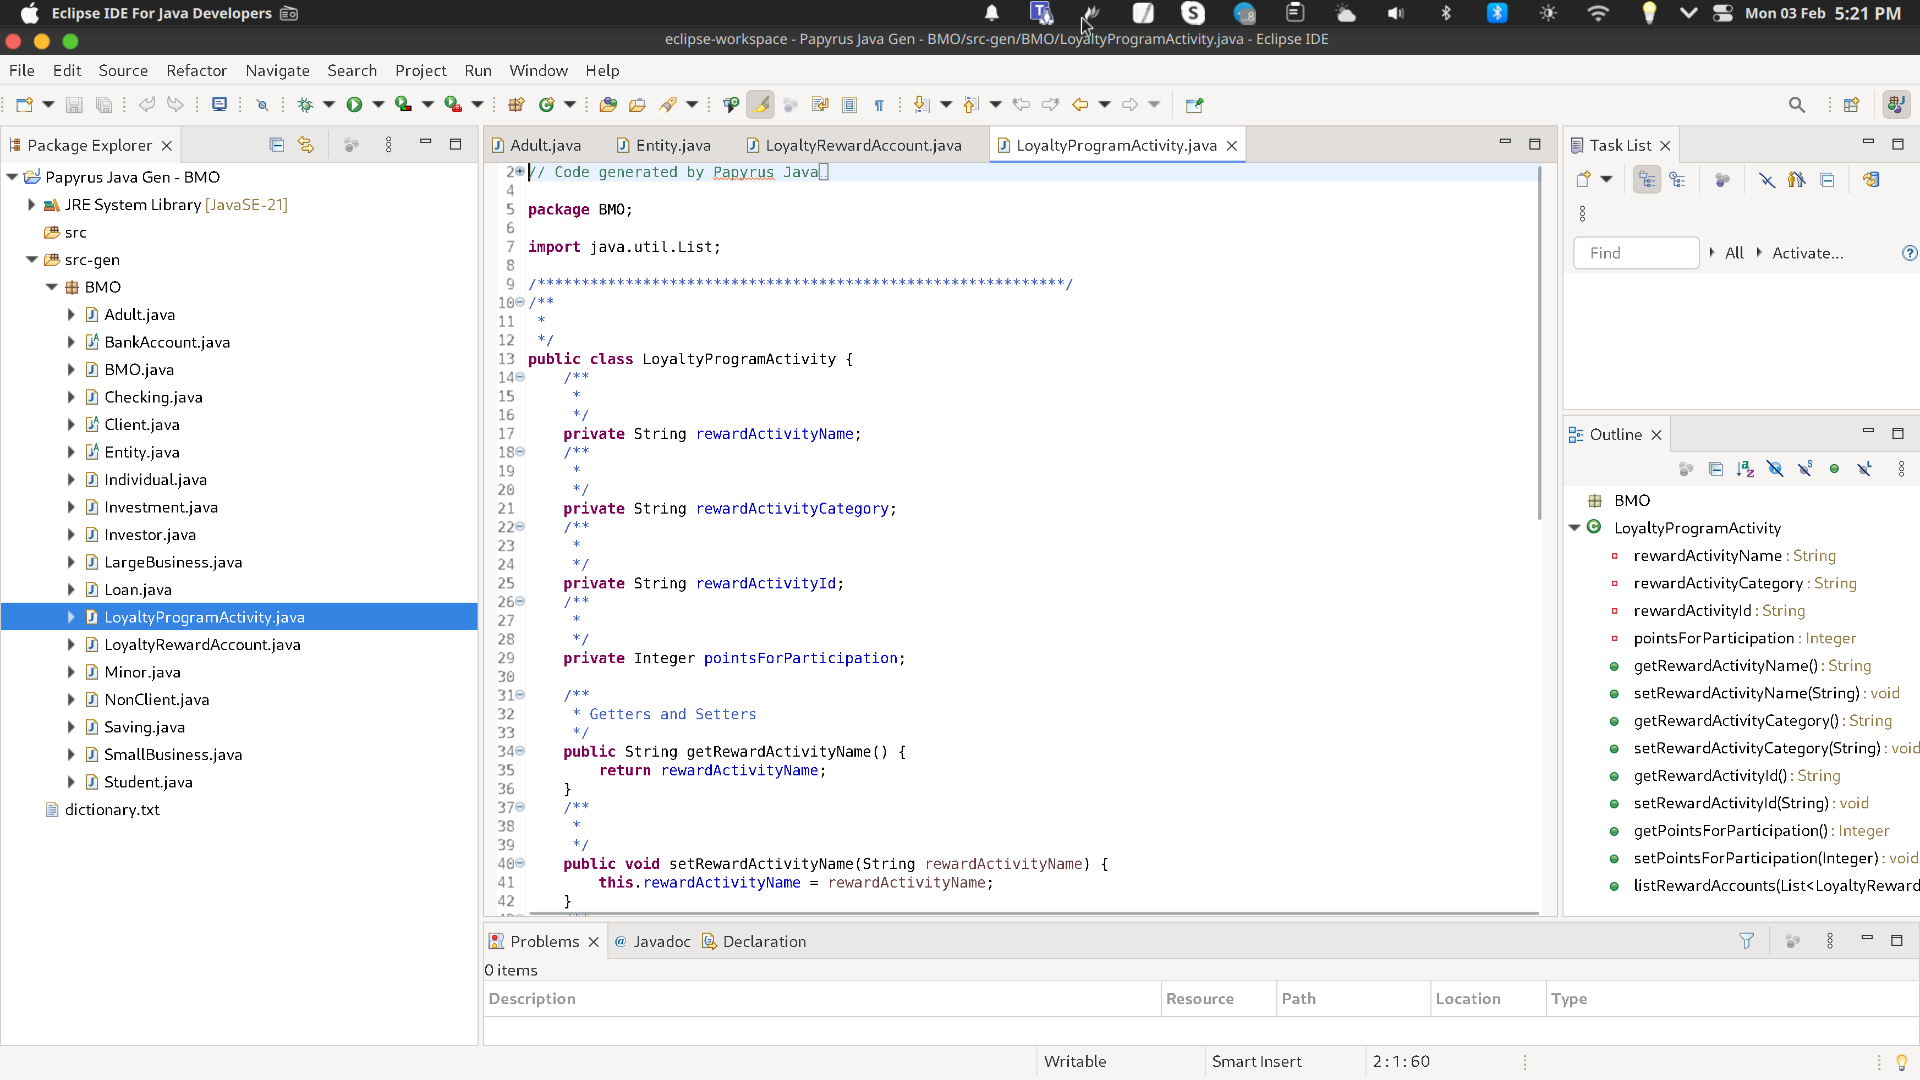 Eclipse IDE For Java Developers
Mon 03 Feb 5:21 PM
eclipse-workspace - Papyrus Java Gen - BMO/src-gen/BMO/LoyaltyProgramActivity.java - Eclipse IDE
File Edit Source Refactor Navigate Search Project Run Window Help
Package Explorer
Papyrus Java Gen - BMO
JRE System Library [JavaSE-21]
src
src-gen
BMO
Adult.java
BankAccount.java
BMO.java
Checking.java
Client.java
Entity.java
Individual.java
Investment.java
Investor.java
LargeBusiness.java
Loan.java
LoyaltyProgramActivity.java
LoyaltyRewardAccount.java
Minor.java
NonClient.java
Saving.java
SmallBusiness.java
Student.java
dictionary.txt
Adult.java Entity.java LoyaltyRewardAccount.java LoyaltyProgramActivity.java
2 // Code generated by Papyrus Java
4
5 package BMO;
6
7 import java.util.List;
8
9 /************************************************************/
10 /**
11 *
12 */
13 public class LoyaltyProgramActivity {
14 /**
15 *
16 */
17 private String rewardActivityName;
18 /**
19 *
20 */
21 private String rewardActivityCategory;
22 /**
23 *
24 */
25 private String rewardActivityId;
26 /**
27 *
28 */
29 private Integer pointsForParticipation;
30
31 /**
32 * Getters and Setters
33 */
34 public String getRewardActivityName() {
35 return rewardActivityName;
36 }
37 /**
38 *
39 */
40 public void setRewardActivityName(String rewardActivityName) {
41 this.rewardActivityName = rewardActivityName;
42 }
Task List
Find All Activate...
Outline
BMO
LoyaltyProgramActivity
rewardActivityName : String
rewardActivityCategory : String
rewardActivityId : String
pointsForParticipation : Integer
getRewardActivityName() : String
setRewardActivityName(String) : void
getRewardActivityCategory() : String
setRewardActivityCategory(String) : void
getRewardActivityId() : String
setRewardActivityId(String) : void
getPointsForParticipation() : Integer
setPointsForParticipation(Integer) : void
listRewardAccounts(List<LoyaltyReward
Problems Javadoc Declaration
0 items
Description Resource Path Location Type
Writable Smart Insert 2:1:60